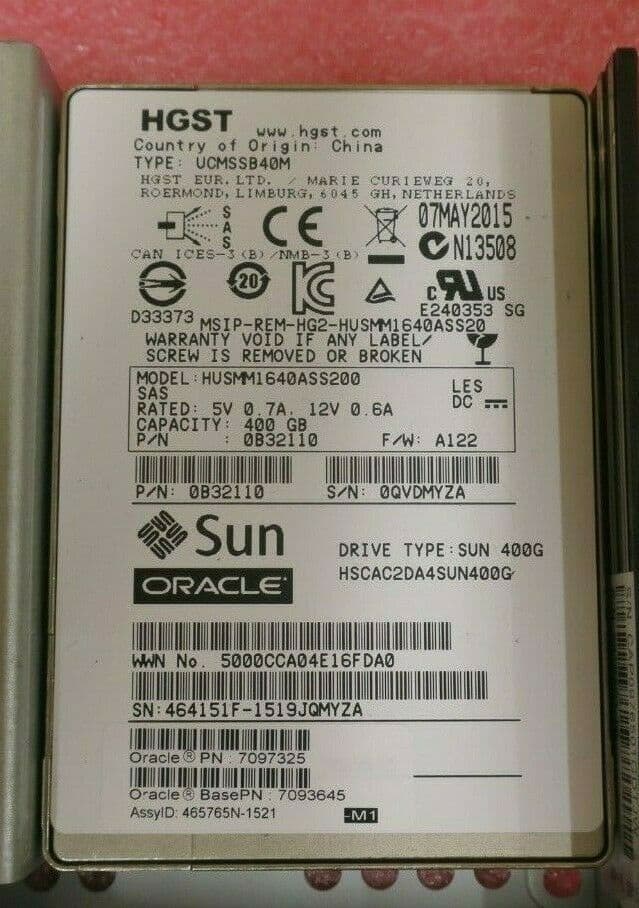 HGST www.hgst.com
Country of Origin: China
TYPE: UCMSSB40M
HGST EUR.LTD. / MARIE CURIEWEG 20,
ROERMOND, LIMBURG, 6045 GH, NETHERLANDS
SAS CE 07MAY2015
N13508
CAN ICES-3(B)/NMB-3(B)
20 c RU US
D33373 E240353 SG
MSIP-REM-HG2-HUSMM1640ASS20
WARRANTY VOID IF ANY LABEL/
SCREW IS REMOVED OR BROKEN
MODEL:HUSMM1640ASS200 LES
SAS DC
RATED: 5V 0.7A, 12V 0.6A
CAPACITY: 400 GB
P/N : 0B32110 F/W: A122
P/N: 0B32110 S/N: 0QVDMYZA
Sun
ORACLE
DRIVE TYPE:SUN 400G
HSCAC2DA4SUN400G
WWN No. 5000CCA04E16FDA0
SN:464151F-1519JQMYZA
Oracle® PN : 7097325
Oracle® BasePN : 7093645
AssyID: 465765N-1521 -M1